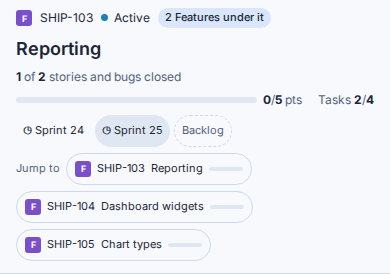 F SHIP-103 Active 2 Features under it
Reporting
1 of 2 stories and bugs closed
0/5 pts Tasks 2/4
Sprint 24 Sprint 25 Backlog
Jump to F SHIP-103 Reporting
F SHIP-104 Dashboard widgets
F SHIP-105 Chart types